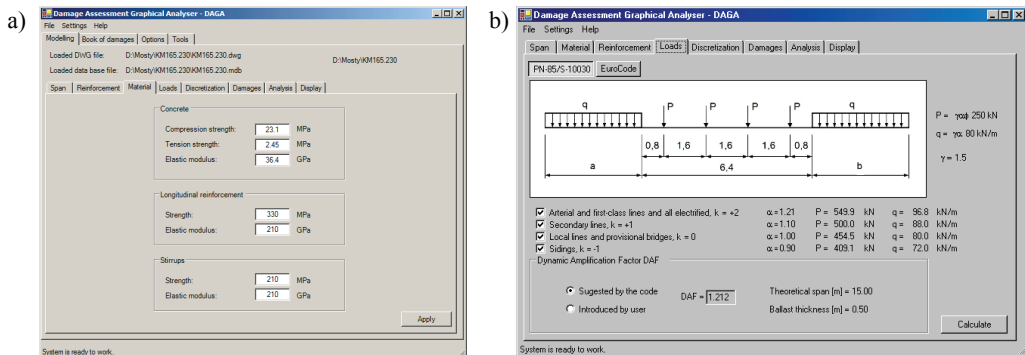 a)
Damage Assessment Graphical Analyser - DAGA
File Settings Help
Modelling Book of damages Options Tools
Loaded DWG file: D:\Mosty\KM165.230\KM165.230.dwg
D:\Mosty\KM165.230
Loaded data base file: D:\Mosty\KM165.230\KM165.230.mdb
Span Reinforcement Material Loads Discretization Damages Analysis Display
Concrete
Compression strength: 23.1 MPa
Tension strength: 2.45 MPa
Elastic modulus: 36.4 GPa
Longitudinal reinforcement
Strength: 330 MPa
Elastic modulus: 210 GPa
Stirrups
Strength: 210 MPa
Elastic modulus: 210 GPa
Apply
System is ready to work.
b)
Damage Assessment Graphical Analyser - DAGA
File Settings Help
Span Material Reinforcement Loads Discretization Damages Analysis Display
PN-85/S-10030 EuroCode
q P P P P q
P = γαϕ 250 kN
q = γα 80 kN/m
γ = 1.5
0,8 1,6 1,6 1,6 0,8
a 6,4 b
Arterial and first-class lines and all electrified, k = +2 α=1.21 P = 549.9 kN q = 96.8 kN/m
Secondary lines, k = +1 α=1.10 P = 500.0 kN q = 88.0 kN/m
Local lines and provisional bridges, k = 0 α=1.00 P = 454.5 kN q = 80.0 kN/m
Sidings, k = -1 α=0.90 P = 409.1 kN q = 72.0 kN/m
Dynamic Amplification Factor DAF
Sugested by the code
DAF = 1.212
Theoretical span [m] = 15.00
Introduced by user
Ballast thickness [m] = 0.50
Calculate
System is ready to work.